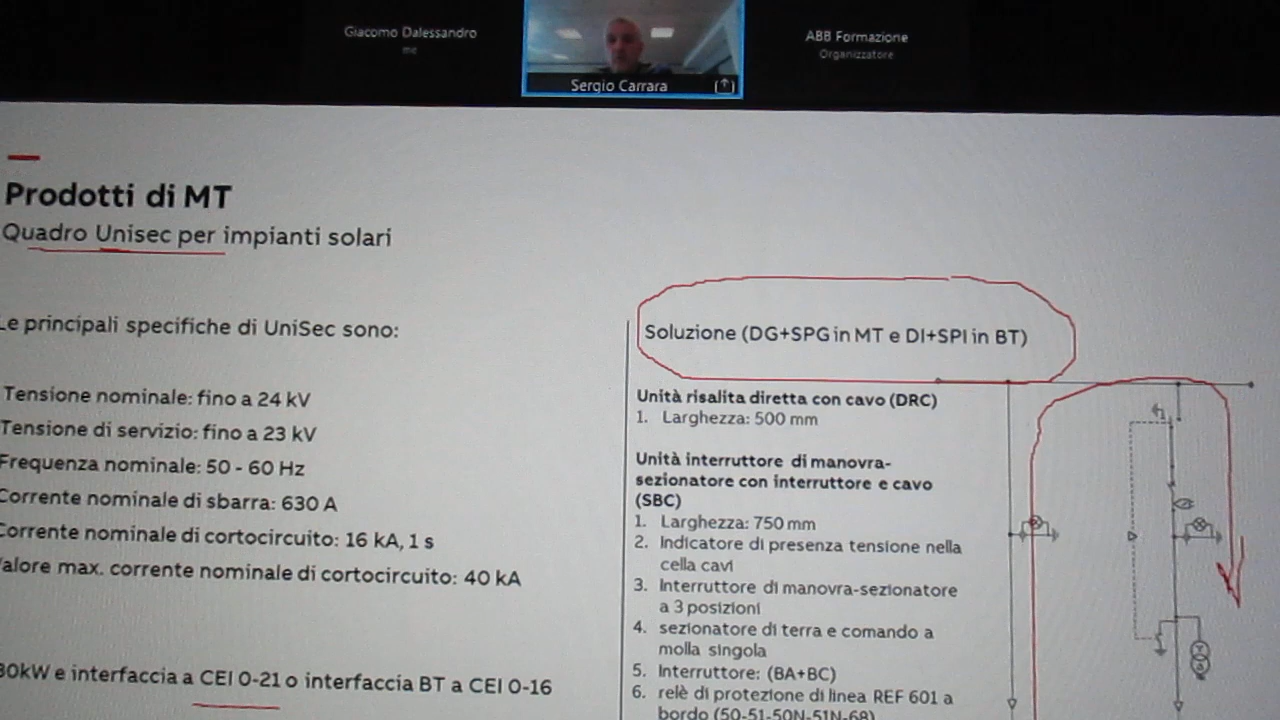 Giacomo Dalessandro
me
Sergio Carrara
ABB Formazione
Organizzatore
Prodotti di MT
Quadro Unisec per impianti solari
Le principali specifiche di UniSec sono:
Tensione nominale: fino a 24 kV
Tensione di servizio: fino a 23 kV
Frequenza nominale: 50 - 60 Hz
Corrente nominale di sbarra: 630 A
Corrente nominale di cortocircuito: 16 kA, 1 s
Valore max. corrente nominale di cortocircuito: 40 kA
30kW e interfaccia a CEI 0-21 o interfaccia BT a CEI 0-16
Soluzione (DG+SPG in MT e DI+SPI in BT)
Unità risalita diretta con cavo (DRC)
1. Larghezza: 500 mm
Unità interruttore di manovra-
sezionatore con interruttore e cavo
(SBC)
1. Larghezza: 750 mm
2. Indicatore di presenza tensione nella
cella cavi
3. Interruttore di manovra-sezionatore
a 3 posizioni
4. sezionatore di terra e comando a
molla singola
5. Interruttore: (BA+BC)
6. relè di protezione di linea REF 601 a
bordo (50-51-50N-51N-68)